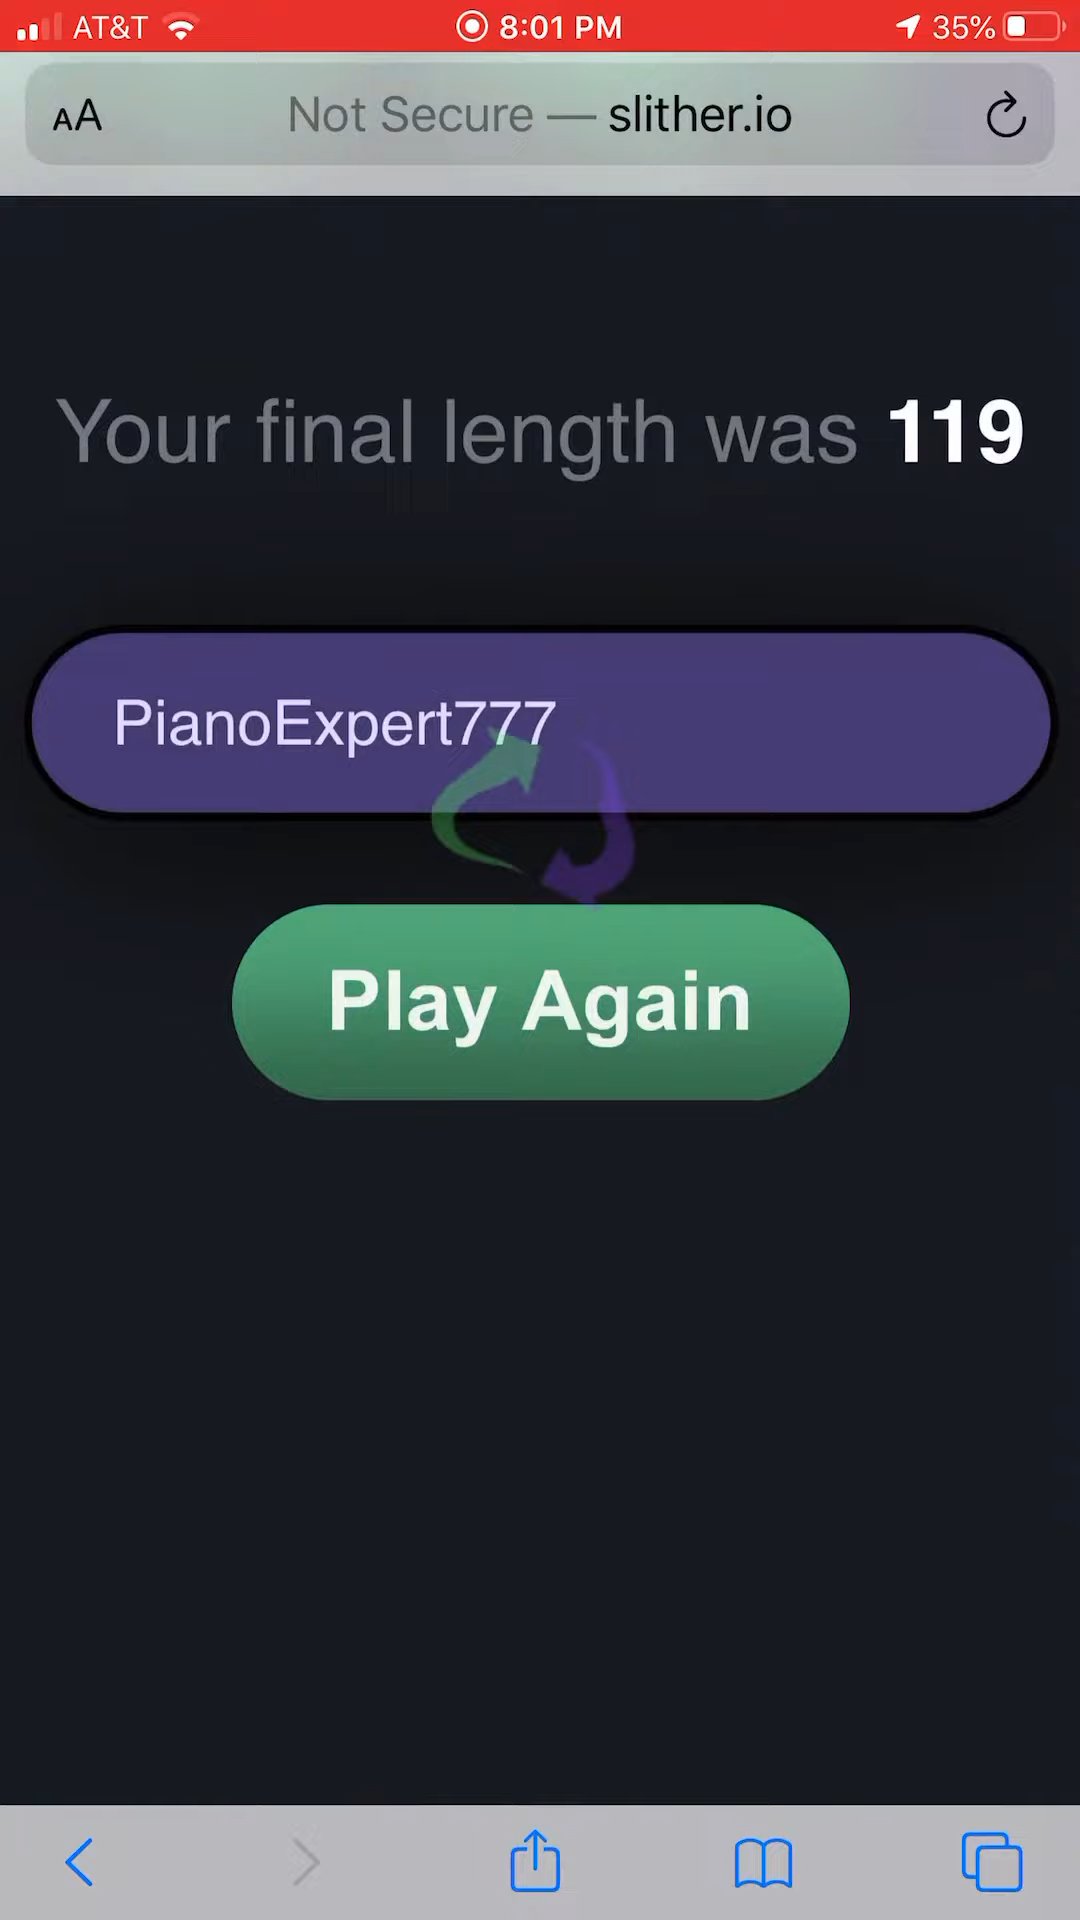 AT&T 8:01 PM 35%
AA Not Secure — slither.io
Your final length was 119
PianoExpert777
Play Again